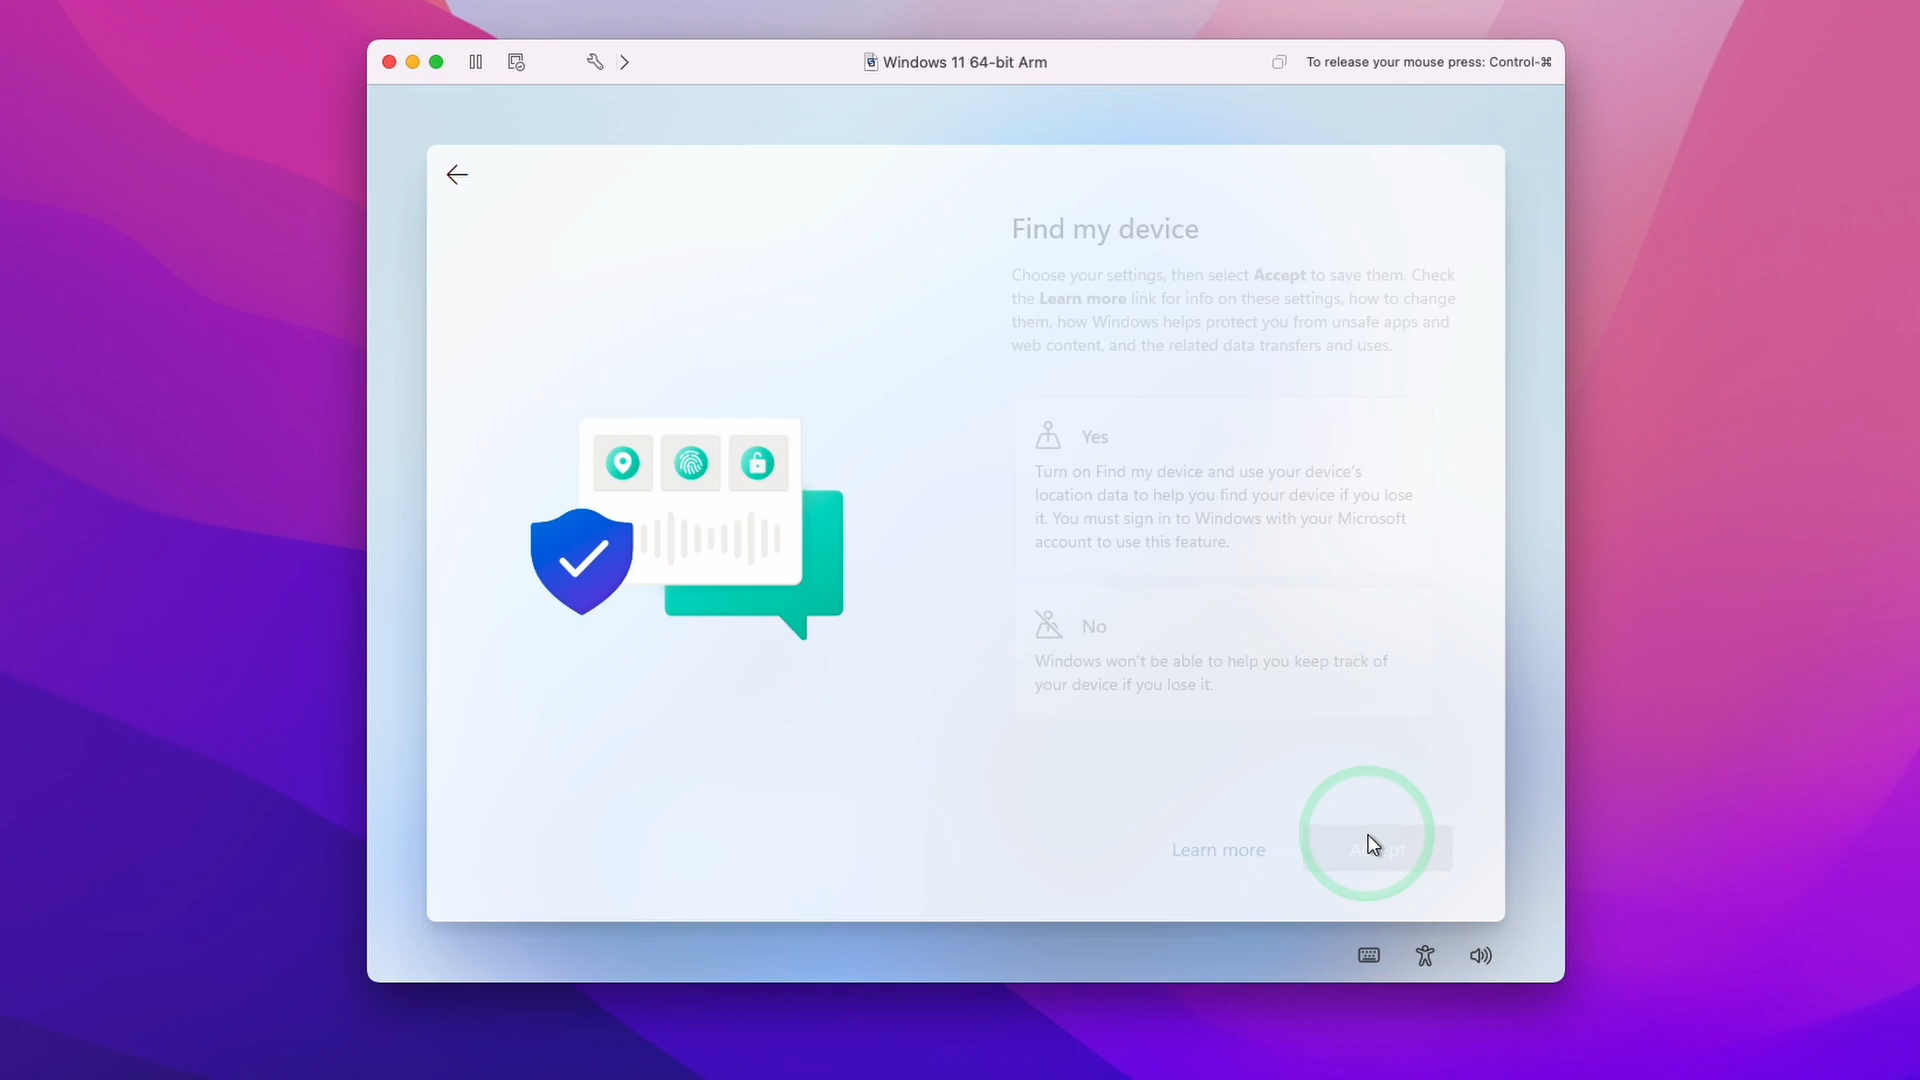 Windows 11 64-bit Arm
To release your mouse press: Control-⌘
Find my device
Choose your settings, then select Accept to save them. Check
the Learn more link for info on these settings, how to change
them, how Windows helps protect you from unsafe apps and
web content, and the related data transfers and uses.
Yes
Turn on Find my device and use your device's
location data to help you find your device if you lose
it. You must sign in to Windows with your Microsoft
account to use this feature.
No
Windows won't be able to help you keep track of
your device if you lose it.
Learn more
Accept